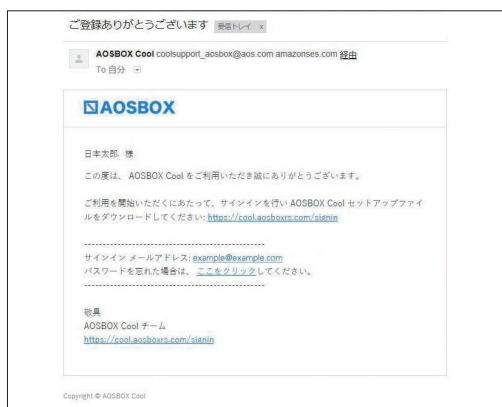 ご登録ありがとうございます 受信トレイ x
AOSBOX Cool coolsupport_aosbox@aos.com amazonses.com 経由
To 自分
AOSBOX
日本太郎 様
この度は、 AOSBOX Cool をご利用いただき誠にありがとうございます。
ご利用を開始いただくにあたって、サインインを行い AOSBOX Cool セットアップファイ
ルをダウンロードしてください: https://cool.aosboxrs.com/signin
------------------------------------------------
サインイン メールアドレス: example@example.com
パスワードを忘れた場合は、 ここをクリックしてください。
------------------------------------------------
敬具
AOSBOX Cool チーム
https://cool.aosboxrs.com/signin
Copyright © AOSBOX Cool